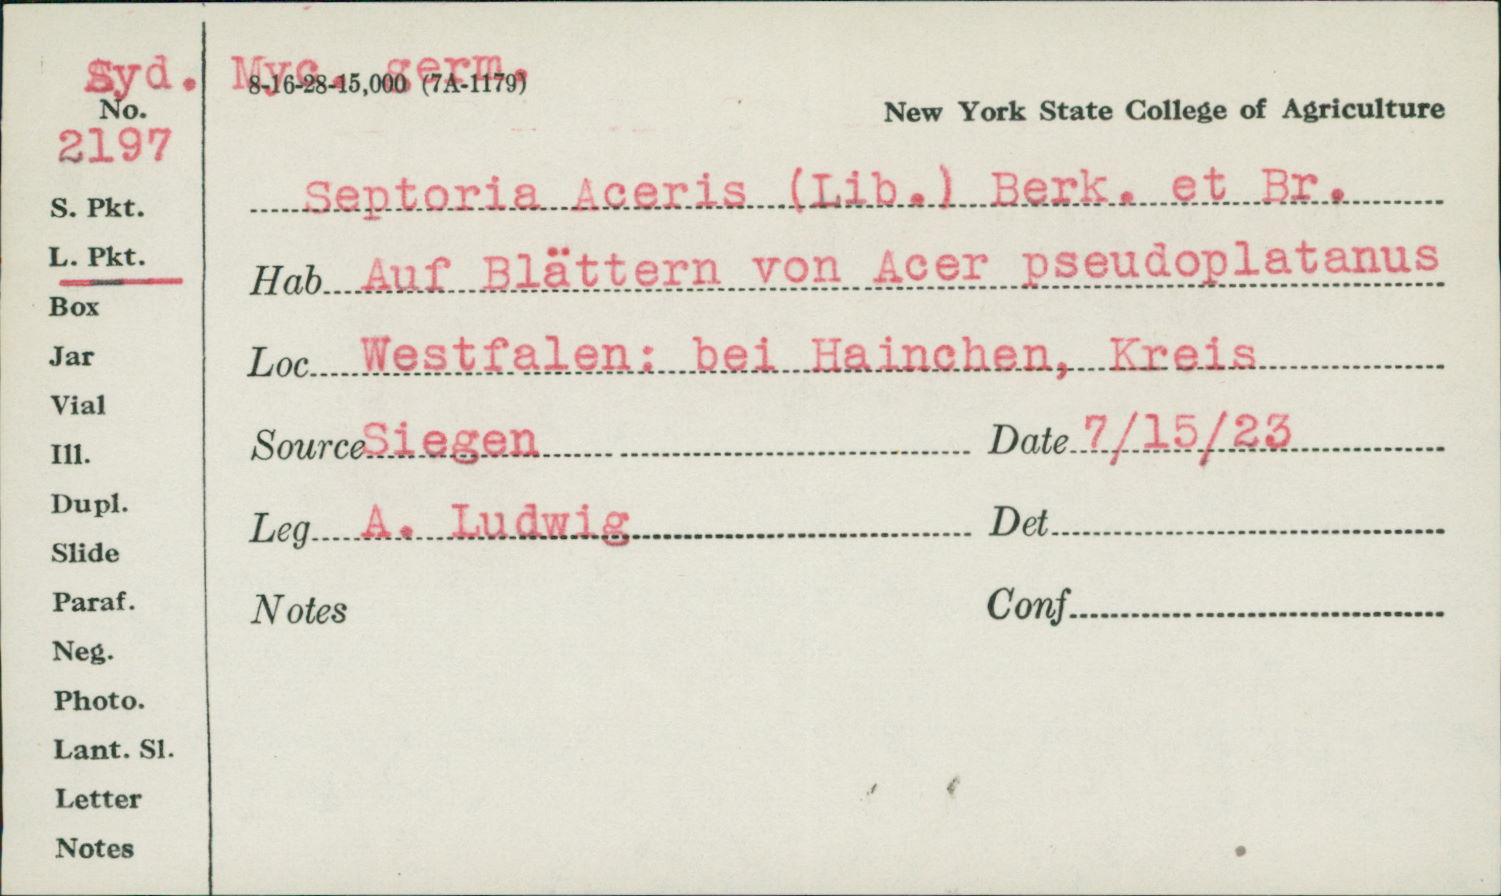 Syd. Myc. germ.
8-16-28-15,000 (7A-1179)
No.
New York State College of Agriculture
2197
Septoria Aceris (Lib.) Berk. et Br.
S. Pkt.
L. Pkt.
Hab Auf Blättern von Acer pseudoplatanus
Box
Jar
Loc Westfalen: bei Hainchen, Kreis
Vial
Source Siegen Date 7/15/23
Ill.
Dupl.
Leg A. Ludwig Det
Slide
Paraf.
Notes Conf
Neg.
Photo.
Lant. Sl.
Letter
Notes